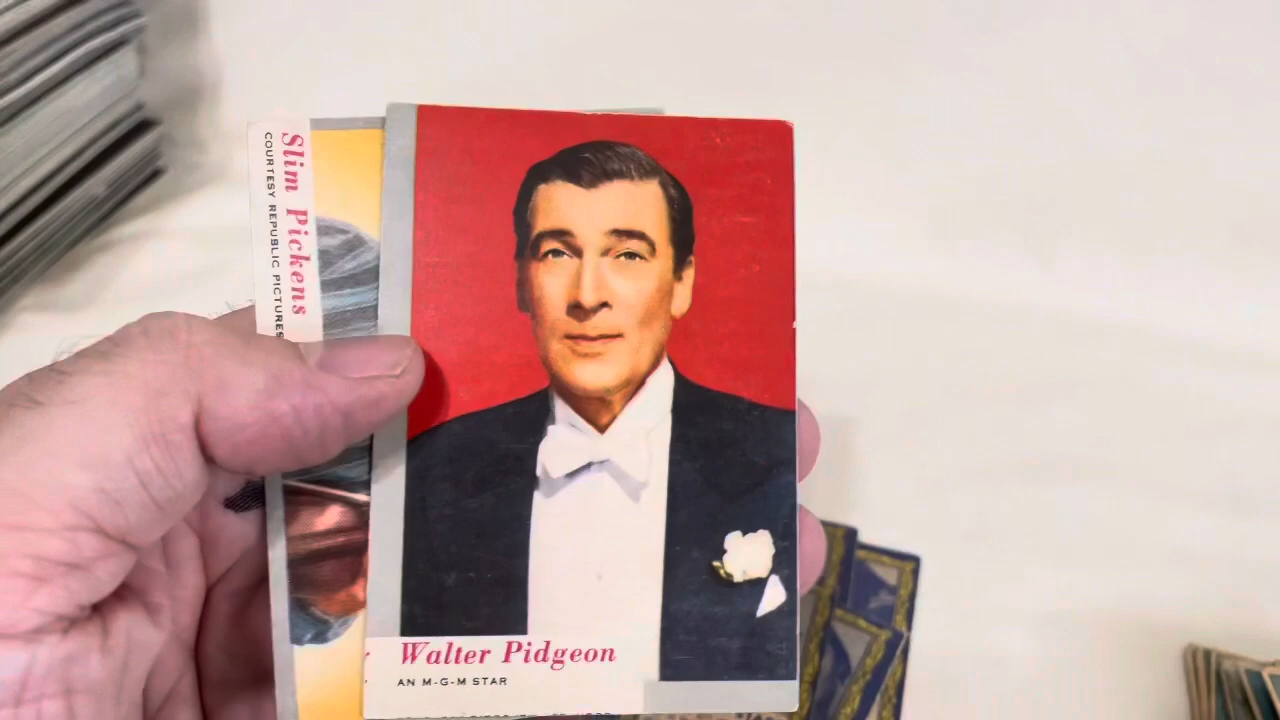 Slim Pickens
COURTESY REPUBLIC PICTURES
Walter Pidgeon
AN M-G-M STAR